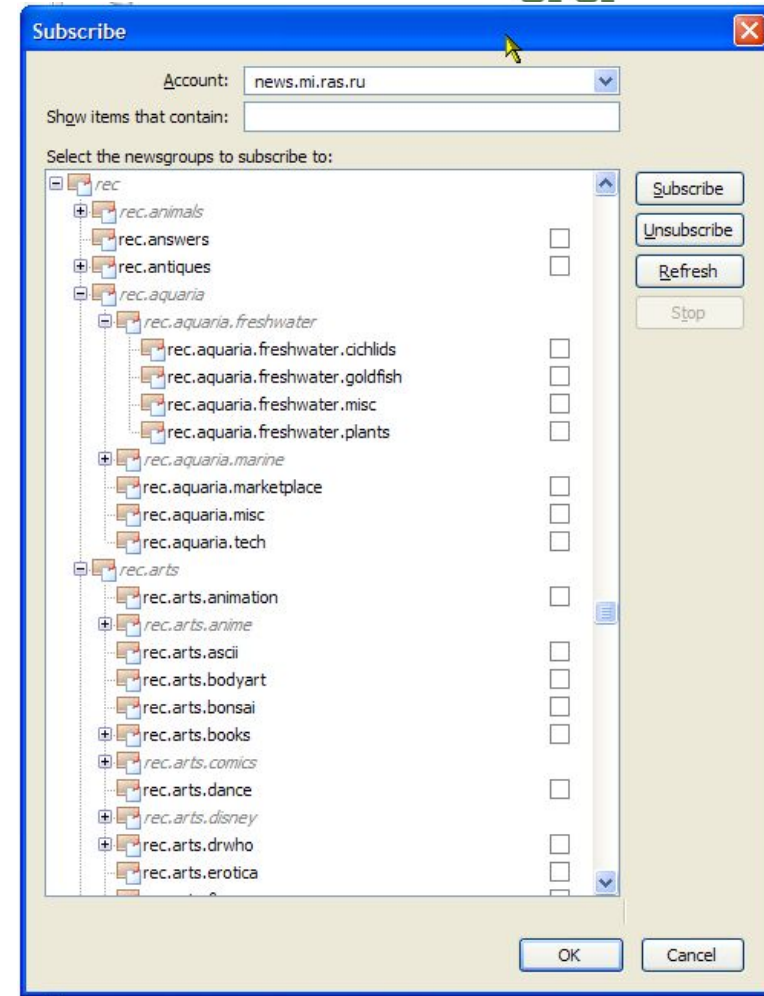 Subscribe
Account: news.mi.ras.ru
Show items that contain:
Select the newsgroups to subscribe to:
rec
rec.animals
rec.answers
rec.antiques
rec.aquaria
rec.aquaria.freshwater
rec.aquaria.freshwater.cichlids
rec.aquaria.freshwater.goldfish
rec.aquaria.freshwater.misc
rec.aquaria.freshwater.plants
rec.aquaria.marine
rec.aquaria.marketplace
rec.aquaria.misc
rec.aquaria.tech
rec.arts
rec.arts.animation
rec.arts.anime
rec.arts.ascii
rec.arts.bodyart
rec.arts.bonsai
rec.arts.books
rec.arts.comics
rec.arts.dance
rec.arts.disney
rec.arts.drwho
rec.arts.erotica
Subscribe
Unsubscribe
Refresh
Stop
OK Cancel